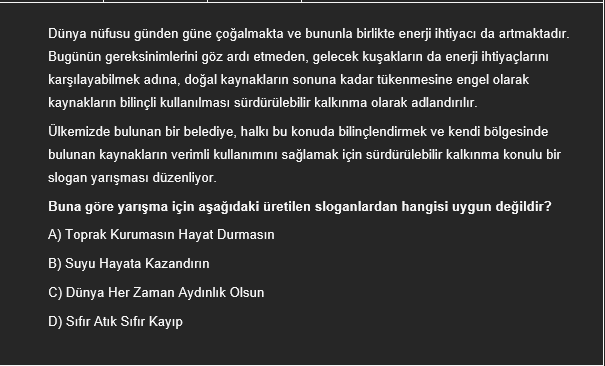 Dünya nüfusu günden güne çoğalmakta ve bununla birlikte enerji ihtiyacı da artmaktadır.
Bugünün gereksinimlerini göz ardı etmeden, gelecek kuşakların da enerji ihtiyaçlarını
karşılayabilmek adına, doğal kaynakların sonuna kadar tükenmesine engel olarak
kaynakların bilinçli kullanılması sürdürülebilir kalkınma olarak adlandırılır.
Ülkemizde bulunan bir belediye, halkı bu konuda bilinçlendirmek ve kendi bölgesinde
bulunan kaynakların verimli kullanımını sağlamak için sürdürülebilir kalkınma konulu bir
slogan yarışması düzenliyor.
Buna göre yarışma için aşağıdaki üretilen sloganlardan hangisi uygun değildir?
A) Toprak Kurumasın Hayat Durmasın
B) Suyu Hayata Kazandırın
C) Dünya Her Zaman Aydınlık Olsun
D) Sıfır Atık Sıfır Kayıp